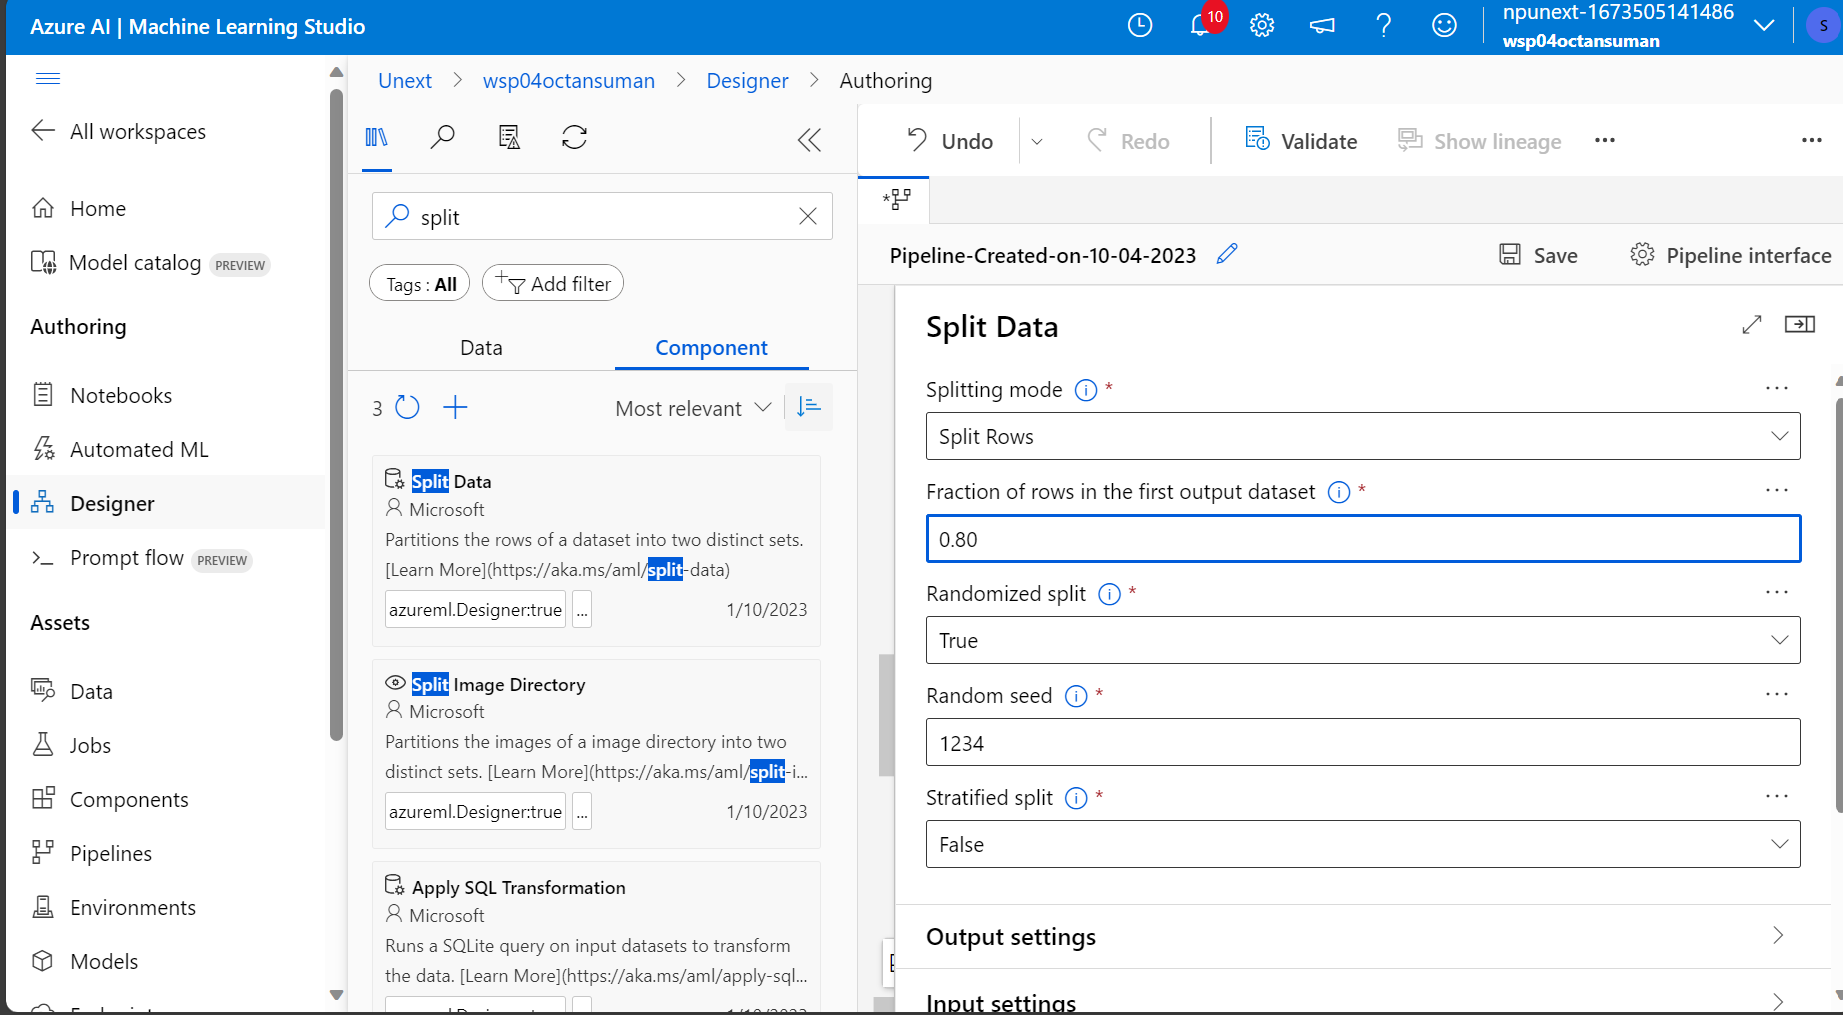 Azure AI | Machine Learning Studio
10
npunext-1673505141486
wsp04octansuman
S
All workspaces
Home
Model catalog PREVIEW
Authoring
Notebooks
Automated ML
Designer
Prompt flow PREVIEW
Assets
Data
Jobs
Components
Pipelines
Environments
Models
Unext > wsp04octansuman > Designer > Authoring
split
Tags : All
Add filter
Data
Component
3
Most relevant
Split Data
Microsoft
Partitions the rows of a dataset into two distinct sets.
[Learn More](https://aka.ms/aml/split-data)
azureml.Designer:true
...
1/10/2023
Split Image Directory
Microsoft
Partitions the images of a image directory into two
distinct sets. [Learn More](https://aka.ms/aml/split-i...
azureml.Designer:true
...
1/10/2023
Apply SQL Transformation
Microsoft
Runs a SQLite query on input datasets to transform
the data. [Learn More](https://aka.ms/aml/apply-sql...
Undo
Redo
Validate
Show lineage
Pipeline-Created-on-10-04-2023
Save
Pipeline interface
Split Data
Splitting mode *
Split Rows
Fraction of rows in the first output dataset *
0.80
Randomized split *
True
Random seed *
1234
Stratified split *
False
Output settings
Input settings